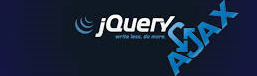 jQuery
write less, do more.
AJAX